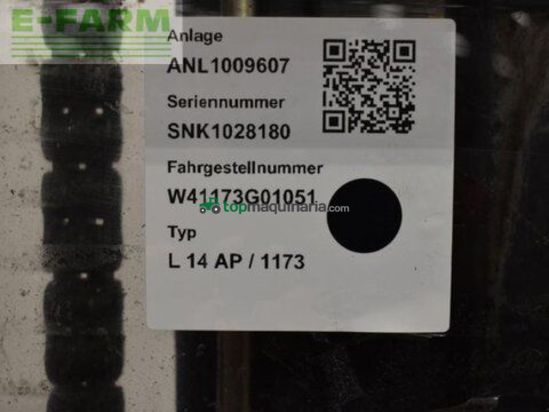 E-FARM
Anlage
ANL1009607
Seriennummer
SNK1028180
Fahrgestellnummer
W41173G01051
topmaquinaria.com
Typ
L 14 AP / 1173